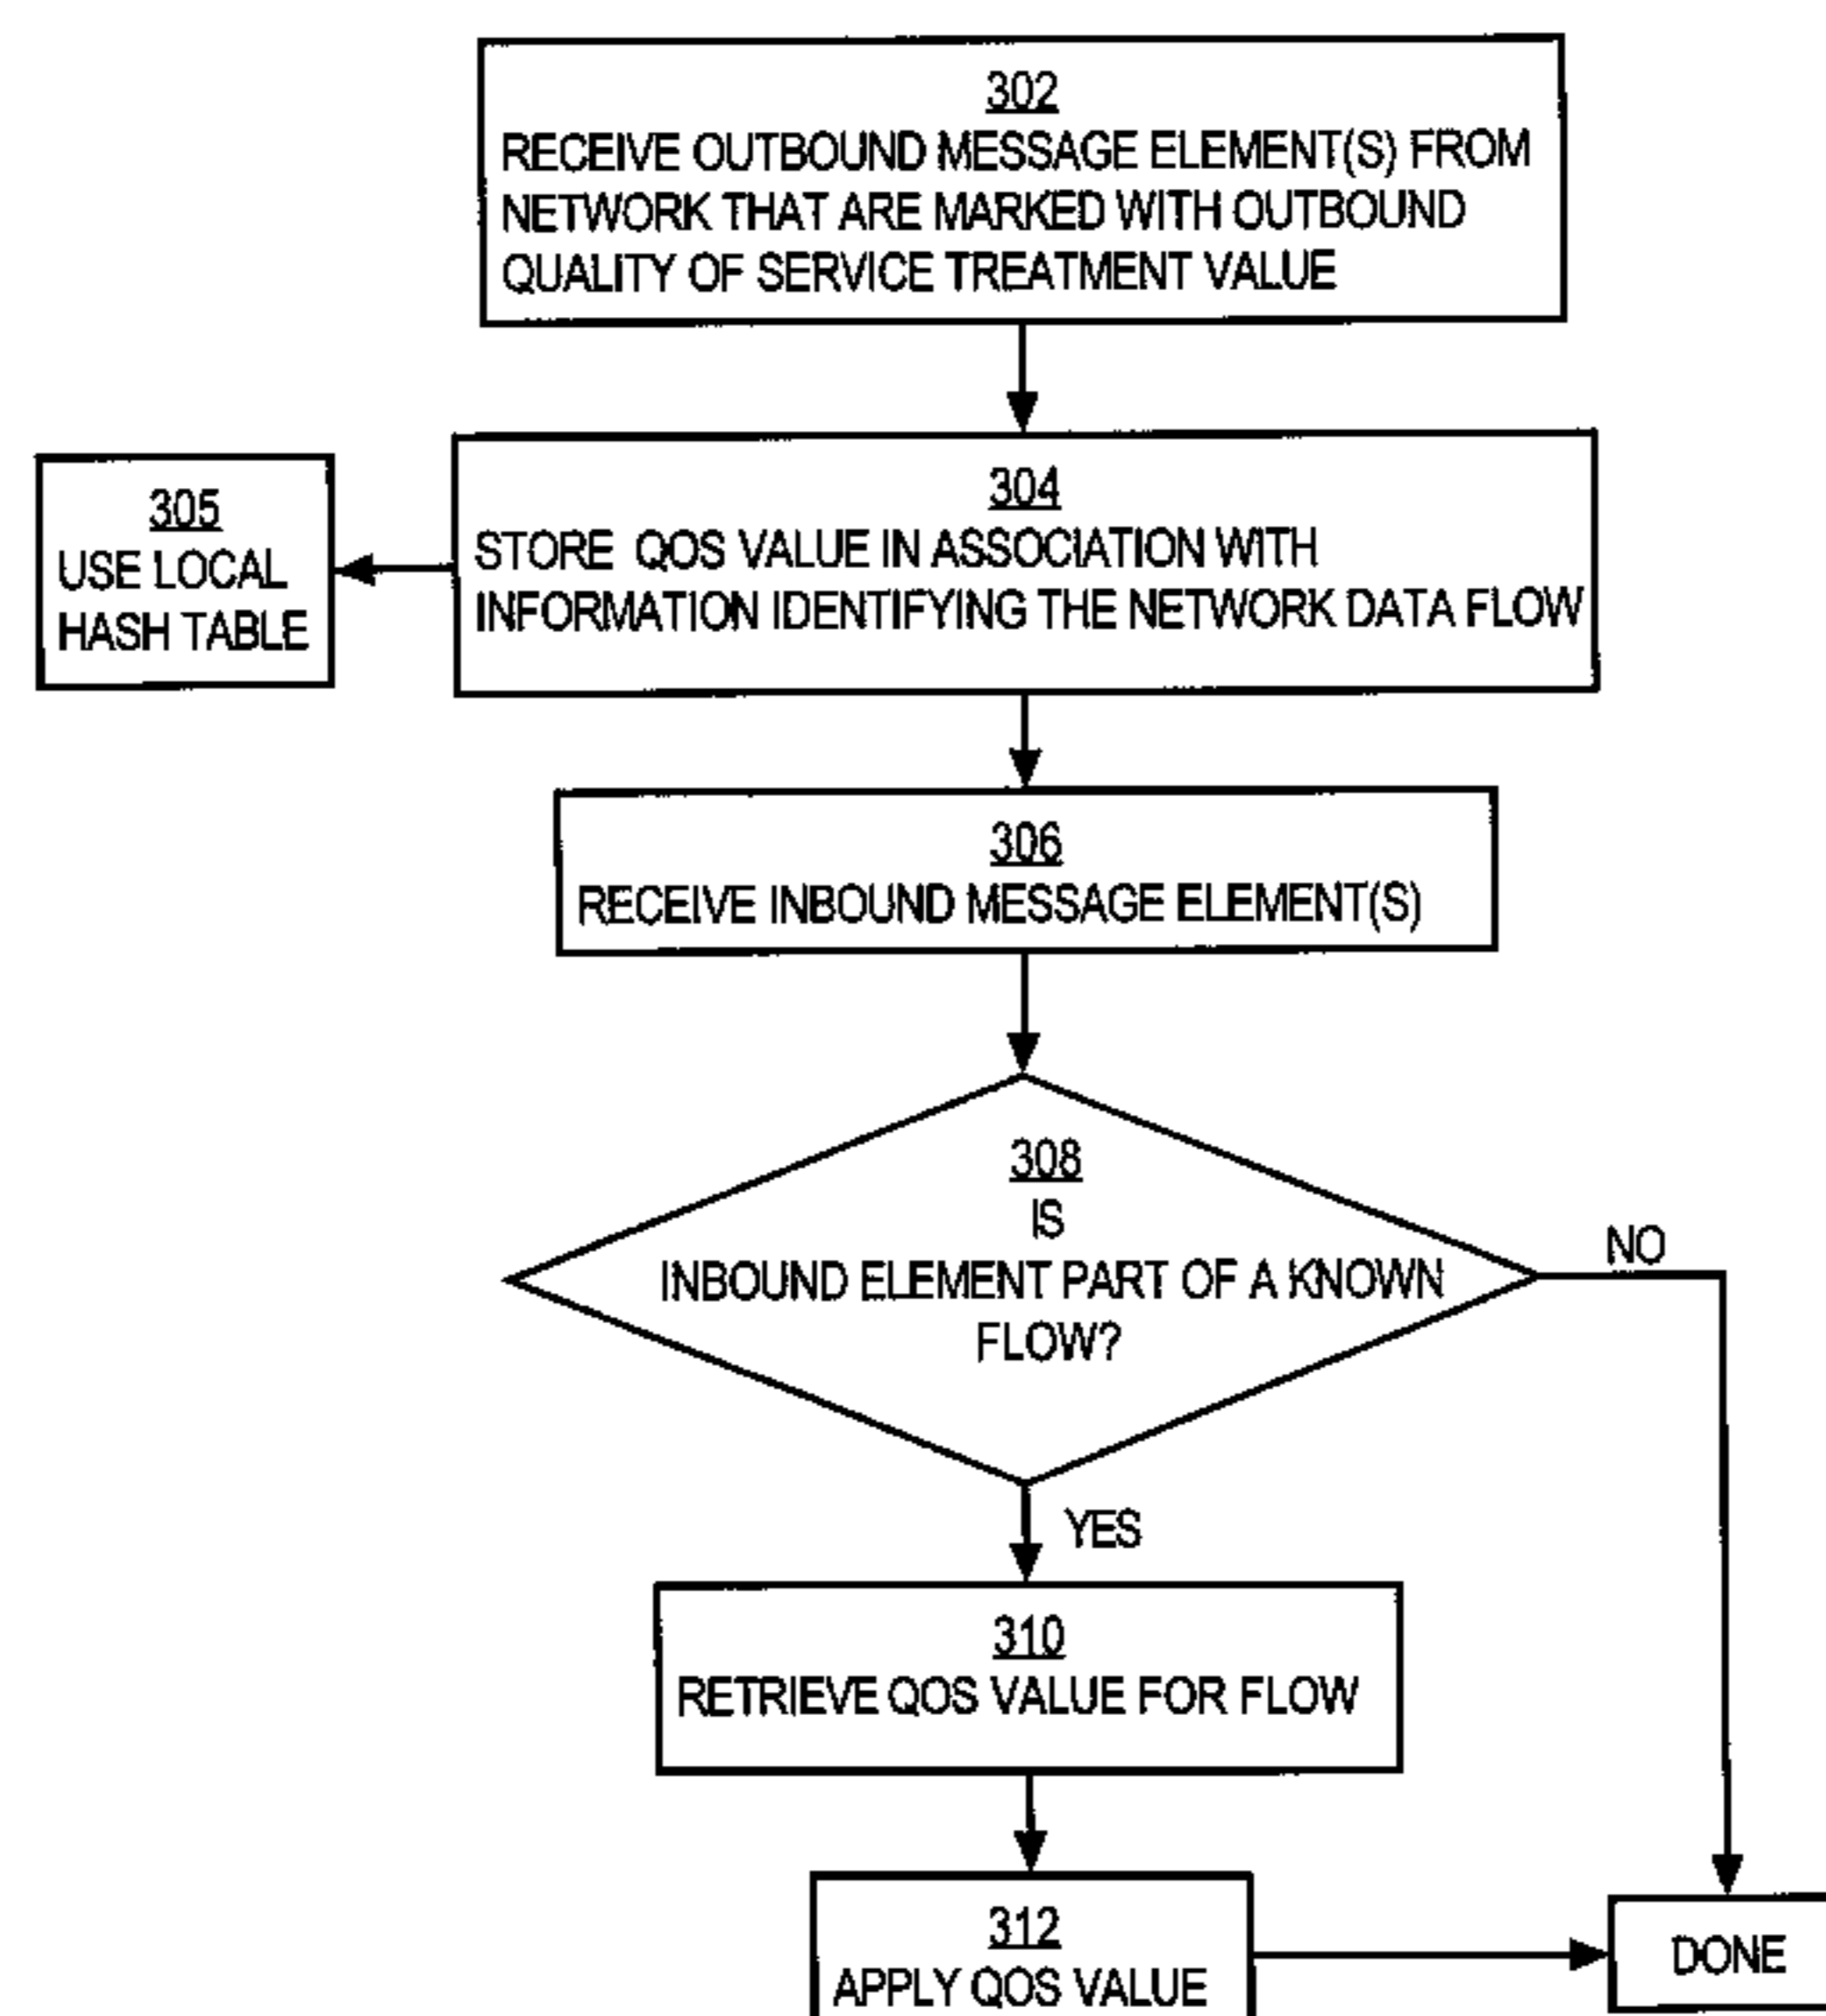 302
RECEIVE OUTBOUND MESSAGE ELEMENT(S) FROM
NETWORK THAT ARE MARKED WITH OUTBOUND
QUALITY OF SERVICE TREATMENT VALUE
304
STORE QOS VALUE IN ASSOCIATION WITH
INFORMATION IDENTIFYING THE NETWORK DATA FLOW
305
USE LOCAL
HASH TABLE
306
RECEIVE INBOUND MESSAGE ELEMENT(S)
308
IS
INBOUND ELEMENT PART OF A KNOWN
FLOW?
NO
YES
310
RETRIEVE QOS VALUE FOR FLOW
312
APPLY QOS VALUE
DONE